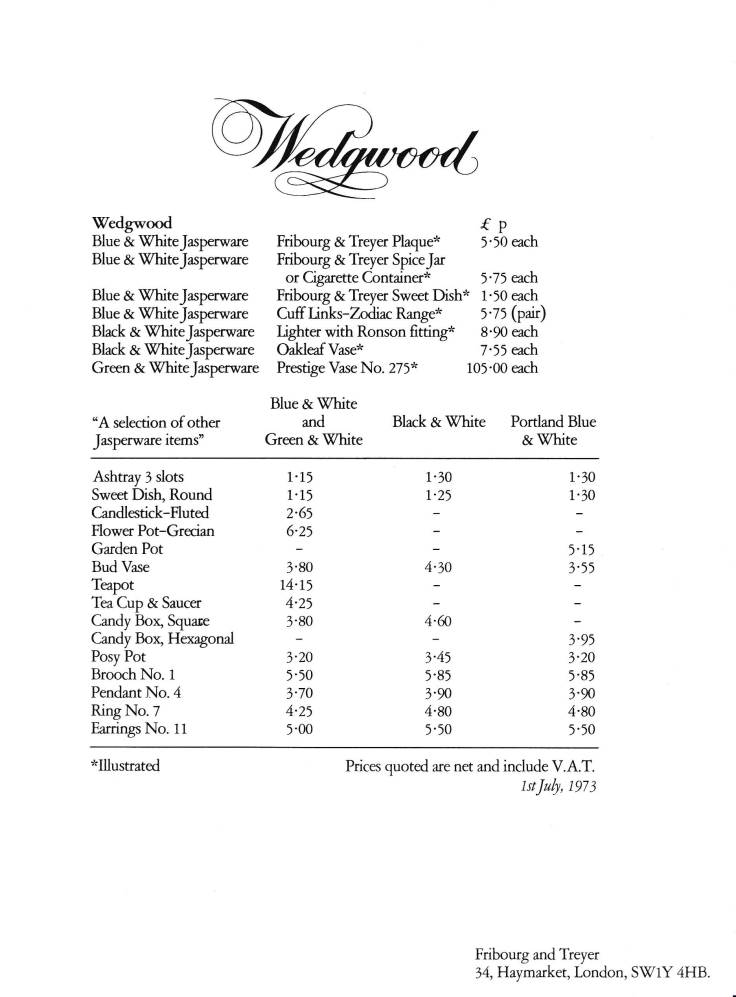 Wedgwood
Wedgwood £ p
Blue & White Jasperware Fribourg & Treyer Plaque* 5·50 each
Blue & White Jasperware Fribourg & Treyer Spice Jar
or Cigarette Container* 5·75 each
Blue & White Jasperware Fribourg & Treyer Sweet Dish* 1·50 each
Blue & White Jasperware Cuff Links–Zodiac Range* 5·75 (pair)
Black & White Jasperware Lighter with Ronson fitting* 8·90 each
Black & White Jasperware Oakleaf Vase* 7·55 each
Green & White Jasperware Prestige Vase No. 275* 105·00 each
Blue & White
“A selection of other and Black & White Portland Blue
Jasperware items” Green & White & White
Ashtray 3 slots 1·15 1·30 1·30
Sweet Dish, Round 1·15 1·25 1·30
Candlestick–Fluted 2·65 – –
Flower Pot–Grecian 6·25 – –
Garden Pot – – 5·15
Bud Vase 3·80 4·30 3·55
Teapot 14·15 – –
Tea Cup & Saucer 4·25 – –
Candy Box, Square 3·80 4·60 –
Candy Box, Hexagonal – – 3·95
Posy Pot 3·20 3·45 3·20
Brooch No. 1 5·50 5·85 5·85
Pendant No. 4 3·70 3·90 3·90
Ring No. 7 4·25 4·80 4·80
Earrings No. 11 5·00 5·50 5·50
*Illustrated Prices quoted are net and include V.A.T.
1st July, 1973
Fribourg and Treyer
34, Haymarket, London, SW1Y 4HB.